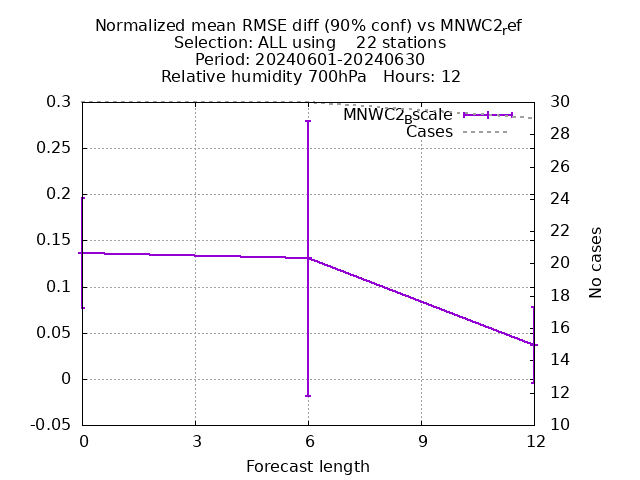 Normalized mean RMSE diff (90% conf) vs MNWC2ref
Selection: ALL using    22 stations
Period: 20240601-20240630
Relative humidity 700hPa   Hours: 12
MNWC2Bscale
Cases
0.3
0.25
0.2
0.15
0.1
0.05
0
-0.05
30
28
26
24
22
20
18
16
14
12
10
No cases
0 3 6 9 12
Forecast length